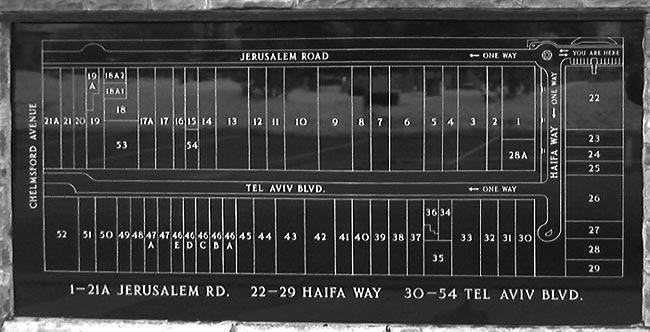 JERUSALEM ROAD ← ONE WAY ⇄ YOU ARE HERE
19 A 18A2
18A1
18
21A 21 20 19 53 17A 17 16 15 14 13 12 11 10 9 8 7 6 5 4 3 2 1
54
28A
← ONE WAY
HAIFA WAY
22
23
24
25
26
27
28
29
CHELMSFORD AVENUE
TEL AVIV BLVD. ← ONE WAY
52 51 50 49 48 47 A 47 46 E 46 D 46 C 46 B 46 A 45 44 43 42 41 40 39 38 37 36 34 33 32 31 30
35
1-21A JERUSALEM RD. 22-29 HAIFA WAY 30-54 TEL AVIV BLVD.